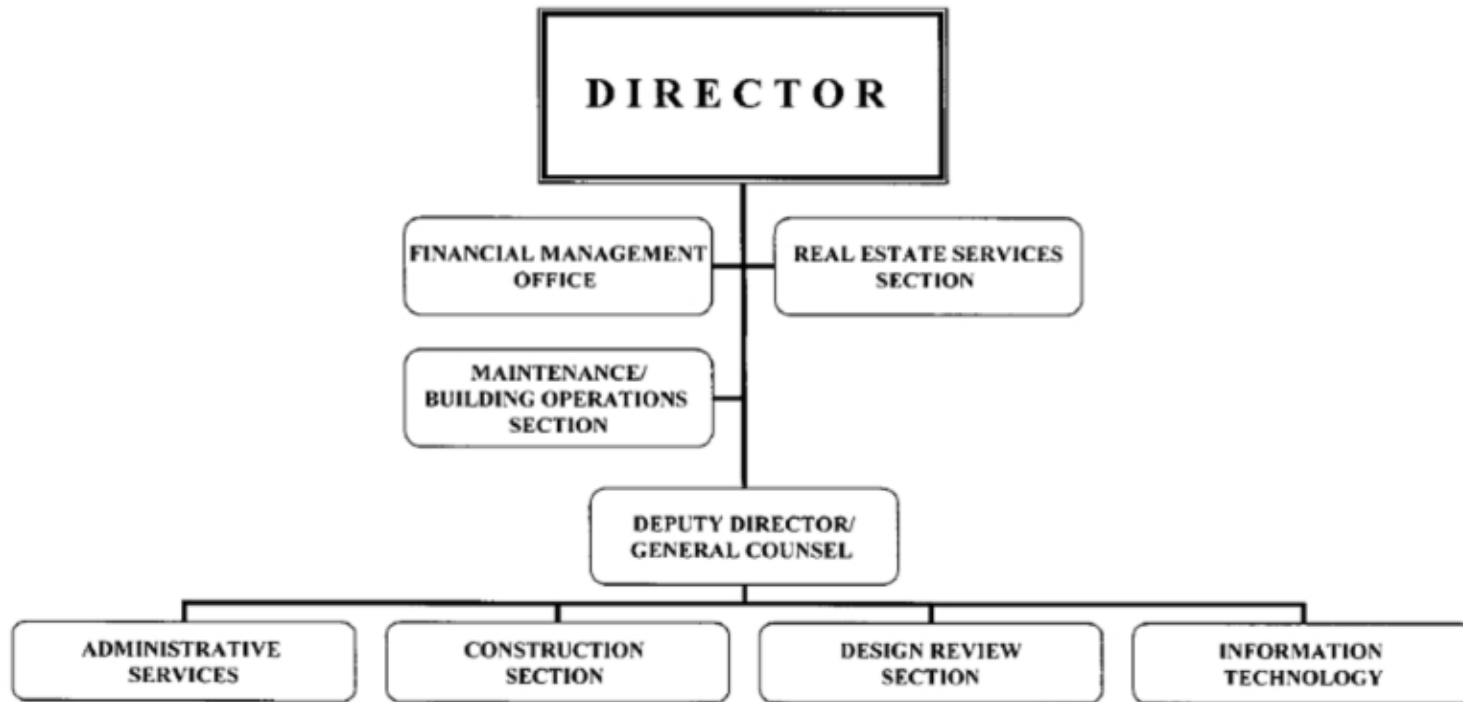 DIRECTOR
FINANCIAL MANAGEMENT
OFFICE
REAL ESTATE SERVICES
SECTION
MAINTENANCE/
BUILDING OPERATIONS
SECTION
DEPUTY DIRECTOR/
GENERAL COUNSEL
ADMINISTRATIVE
SERVICES
CONSTRUCTION
SECTION
DESIGN REVIEW
SECTION
INFORMATION
TECHNOLOGY